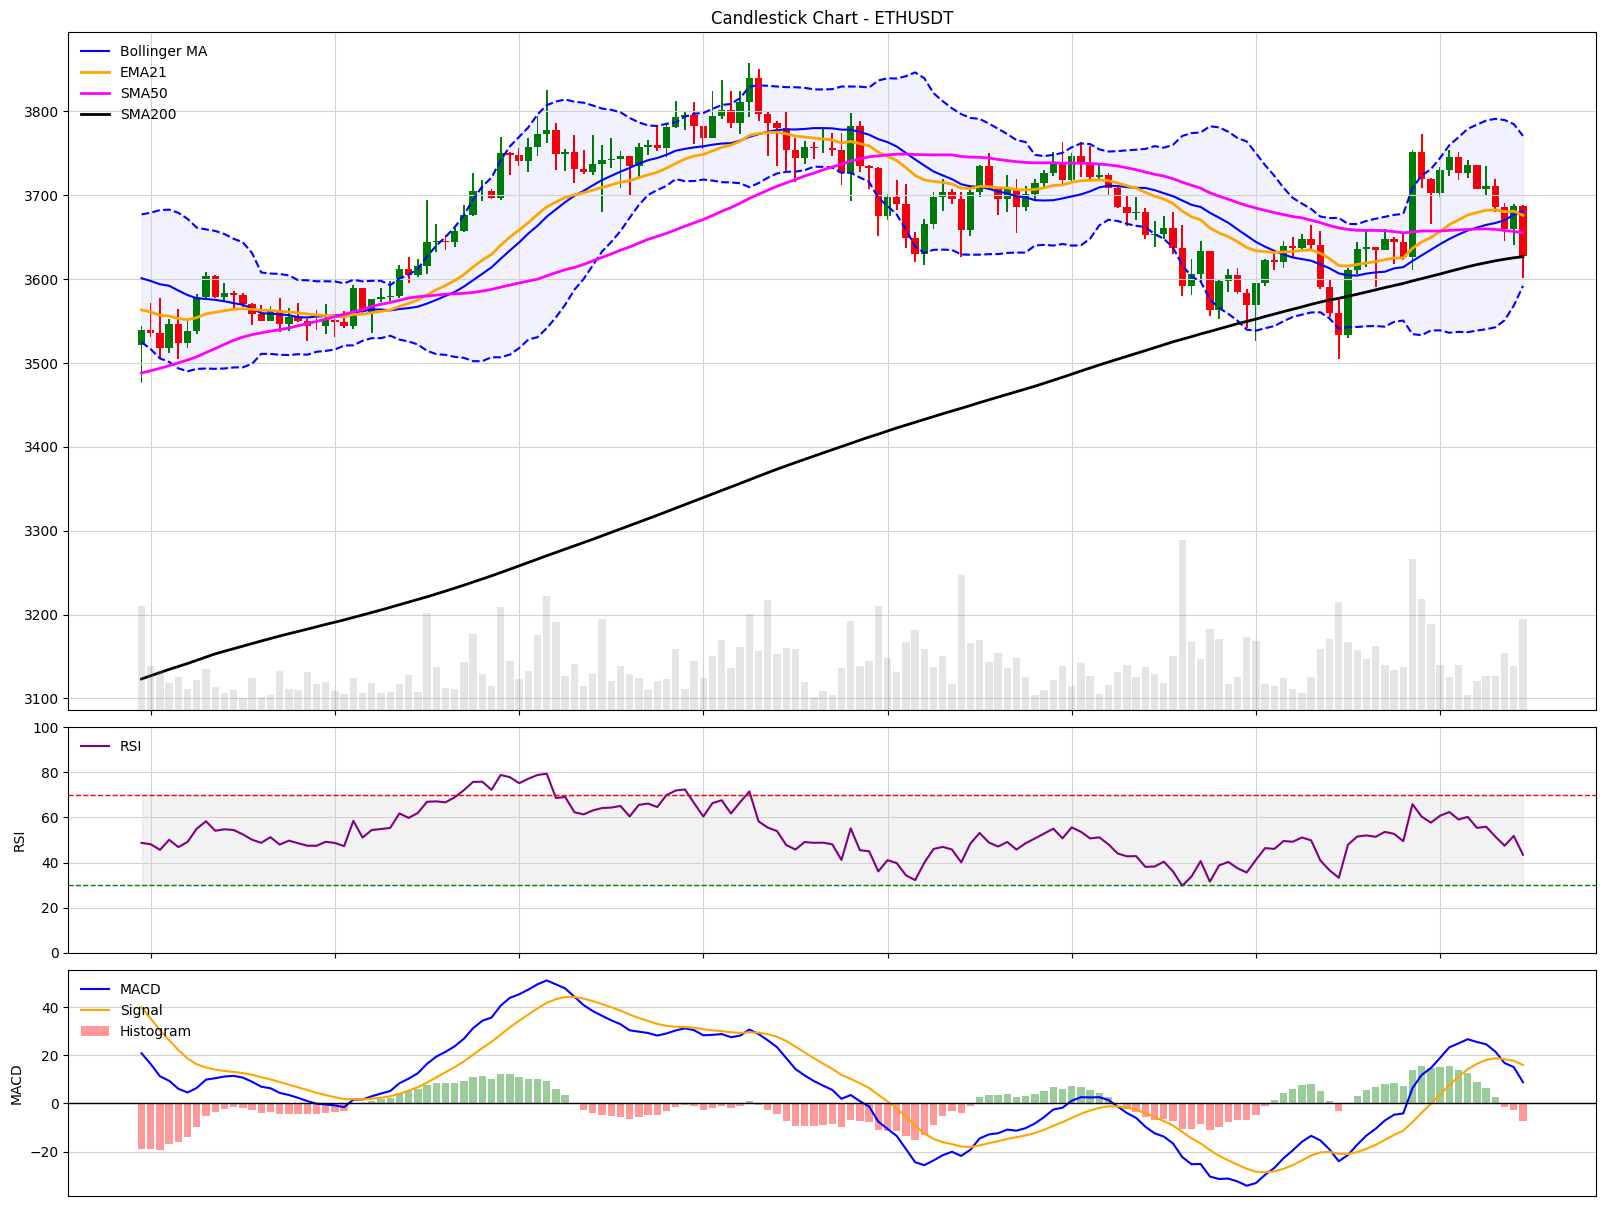 Candlestick Chart - ETHUSDT
Bollinger MA
EMA21
SMA50
SMA200
3800
3700
3600
3500
3400
3300
3200
3100
RSI
RSI
100
80
60
40
20
0
MACD
Signal
Histogram
MACD
40
20
0
−20